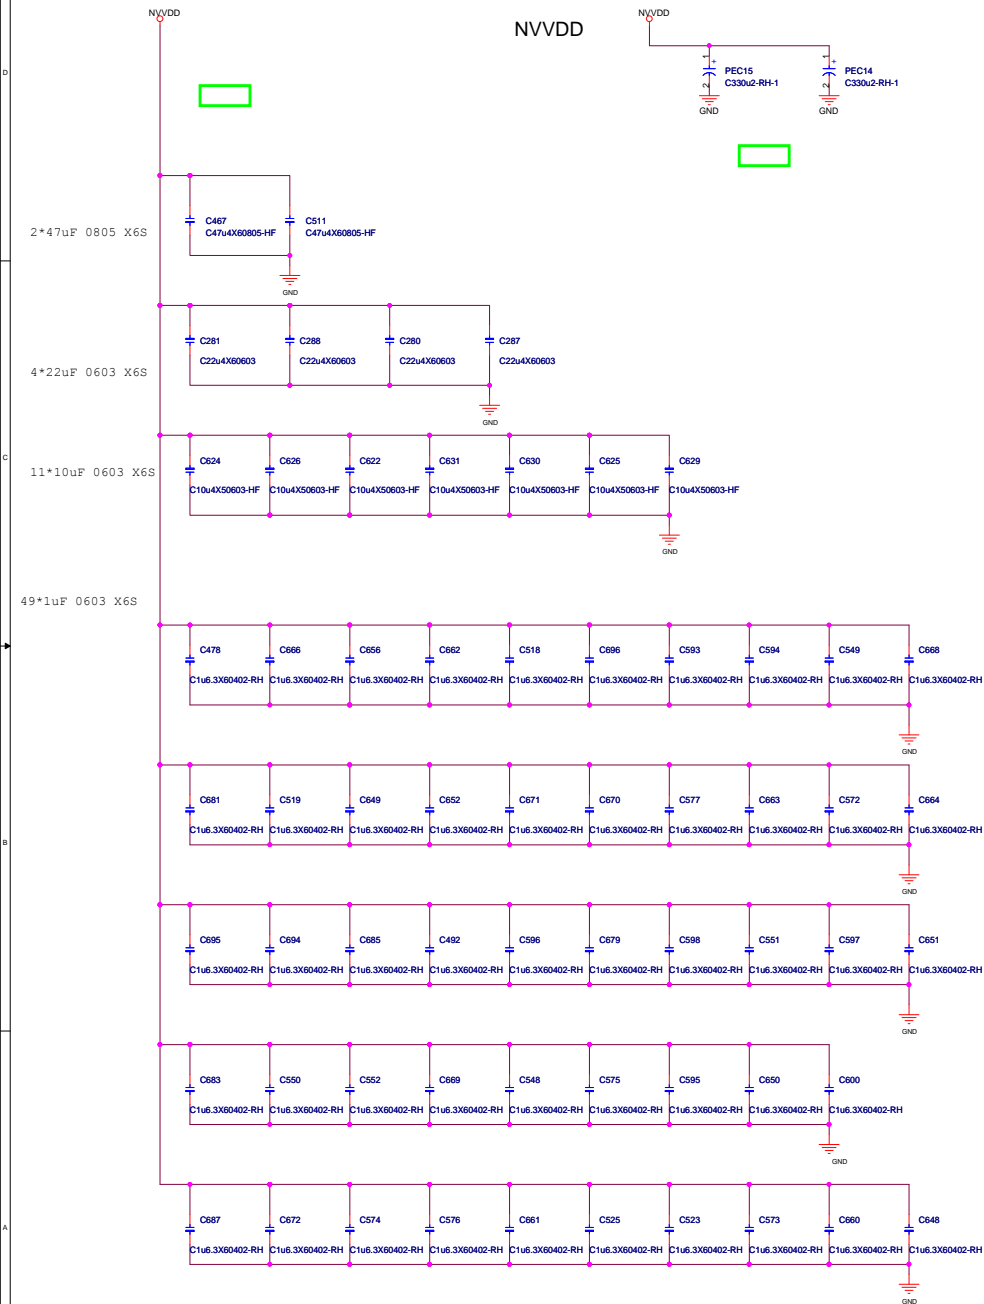 NVVDD
NVVDD
NVVDD
D
1
+
PEC15
C330u2-RH-1
2
GND
1
+
PEC14
C330u2-RH-1
2
GND
2*47uF 0805 X6S
C467
C47u4X60805-HF
C511
C47u4X60805-HF
GND
4*22uF 0603 X6S
C281
C22u4X60603
C288
C22u4X60603
C280
C22u4X60603
C287
C22u4X60603
GND
C
11*10uF 0603 X6S
C624 C626 C622 C631 C630 C625 C629
C10u4X50603-HF C10u4X50603-HF C10u4X50603-HF C10u4X50603-HF C10u4X50603-HF C10u4X50603-HF C10u4X50603-HF
GND
49*1uF 0603 X6S
C478 C666 C656 C662 C518 C696 C593 C594 C549 C668
C1u6.3X60402-RH C1u6.3X60402-RH C1u6.3X60402-RH C1u6.3X60402-RH C1u6.3X60402-RH C1u6.3X60402-RH C1u6.3X60402-RH C1u6.3X60402-RH C1u6.3X60402-RH C1u6.3X60402-RH
GND
C681 C519 C649 C652 C671 C670 C577 C663 C572 C664
B
C1u6.3X60402-RH C1u6.3X60402-RH C1u6.3X60402-RH C1u6.3X60402-RH C1u6.3X60402-RH C1u6.3X60402-RH C1u6.3X60402-RH C1u6.3X60402-RH C1u6.3X60402-RH C1u6.3X60402-RH
GND
C695 C694 C685 C492 C596 C679 C598 C551 C597 C651
C1u6.3X60402-RH C1u6.3X60402-RH C1u6.3X60402-RH C1u6.3X60402-RH C1u6.3X60402-RH C1u6.3X60402-RH C1u6.3X60402-RH C1u6.3X60402-RH C1u6.3X60402-RH C1u6.3X60402-RH
GND
C683 C550 C552 C669 C548 C575 C595 C650 C600
C1u6.3X60402-RH C1u6.3X60402-RH C1u6.3X60402-RH C1u6.3X60402-RH C1u6.3X60402-RH C1u6.3X60402-RH C1u6.3X60402-RH C1u6.3X60402-RH C1u6.3X60402-RH
GND
A
C687 C672 C574 C576 C661 C525 C523 C573 C660 C648
C1u6.3X60402-RH C1u6.3X60402-RH C1u6.3X60402-RH C1u6.3X60402-RH C1u6.3X60402-RH C1u6.3X60402-RH C1u6.3X60402-RH C1u6.3X60402-RH C1u6.3X60402-RH C1u6.3X60402-RH
GND